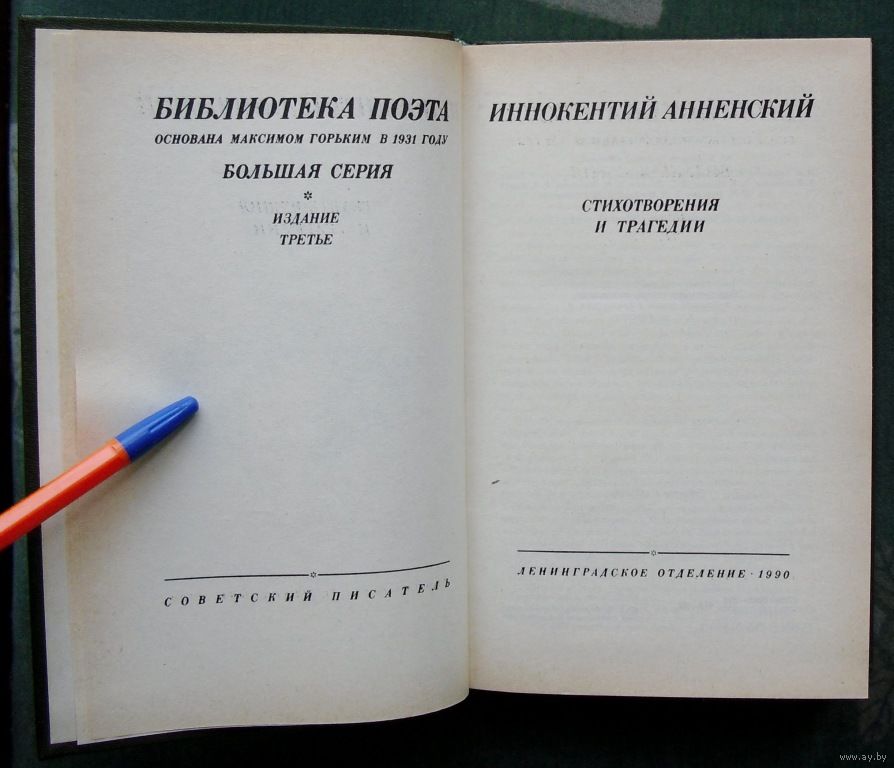 БИБЛИОТЕКА ПОЭТА
ОСНОВАНА МАКСИМОМ ГОРЬКИМ В 1931 ГОДУ
БОЛЬШАЯ СЕРИЯ
ИЗДАНИЕ
ТРЕТЬЕ
СОВЕТСКИЙ ПИСАТЕЛЬ
ИННОКЕНТИЙ АННЕНСКИЙ
СТИХОТВОРЕНИЯ
И ТРАГЕДИИ
ЛЕНИНГРАДСКОЕ ОТДЕЛЕНИЕ · 1990
www.ay.by